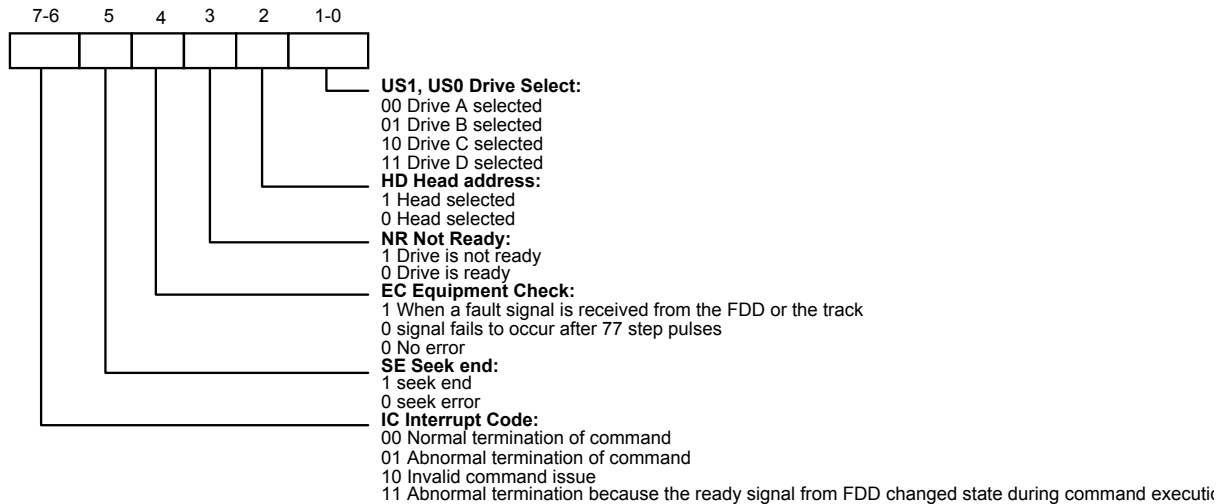 7-6 5 4 3 2 1-0
US1, US0 Drive Select:
00 Drive A selected
01 Drive B selected
10 Drive C selected
11 Drive D selected
HD Head address:
1 Head selected
0 Head selected
NR Not Ready:
1 Drive is not ready
0 Drive is ready
EC Equipment Check:
1 When a fault signal is received from the FDD or the track
0 signal fails to occur after 77 step pulses
0 No error
SE Seek end:
1 seek end
0 seek error
IC Interrupt Code:
00 Normal termination of command
01 Abnormal termination of command
10 Invalid command issue
11 Abnormal termination because the ready signal from FDD changed state during command executi